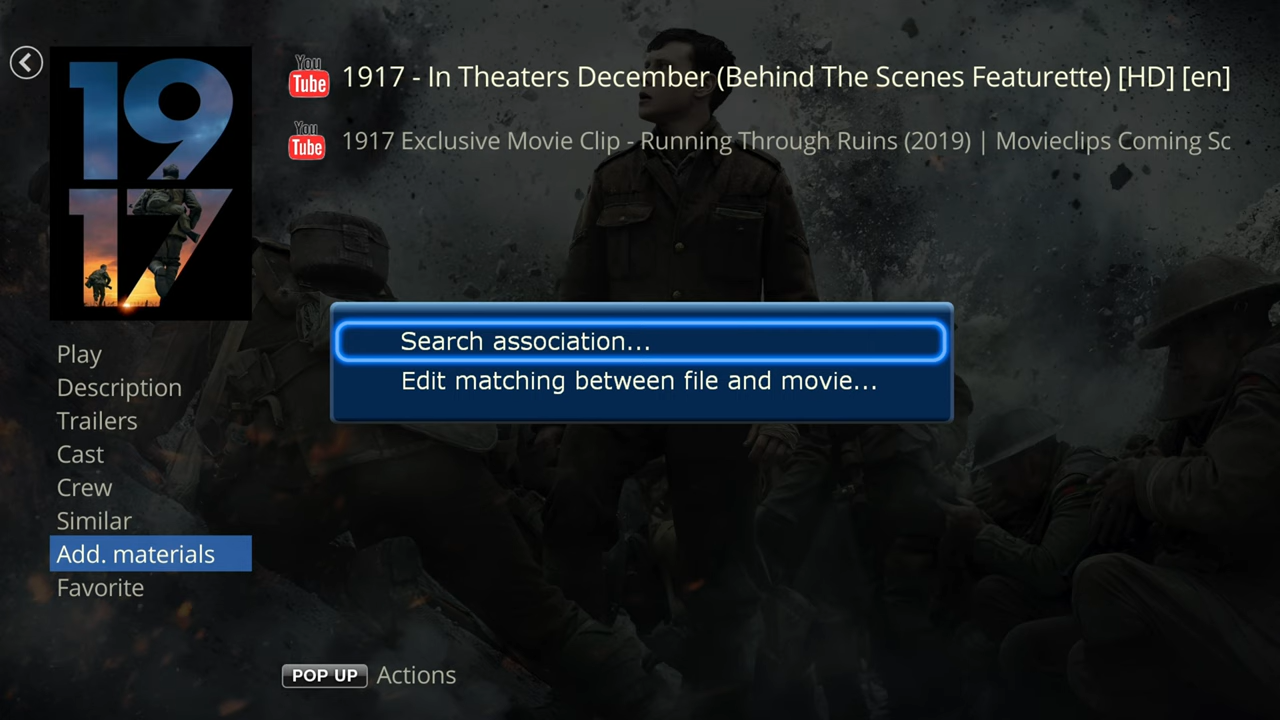 1917
You
Tube
1917 - In Theaters December (Behind The Scenes Featurette) [HD] [en]
You
Tube
1917 Exclusive Movie Clip - Running Through Ruins (2019) | Movieclips Coming Sc
Search association...
Edit matching between file and movie...
Play
Description
Trailers
Cast
Crew
Similar
Add. materials
Favorite
POP UP Actions